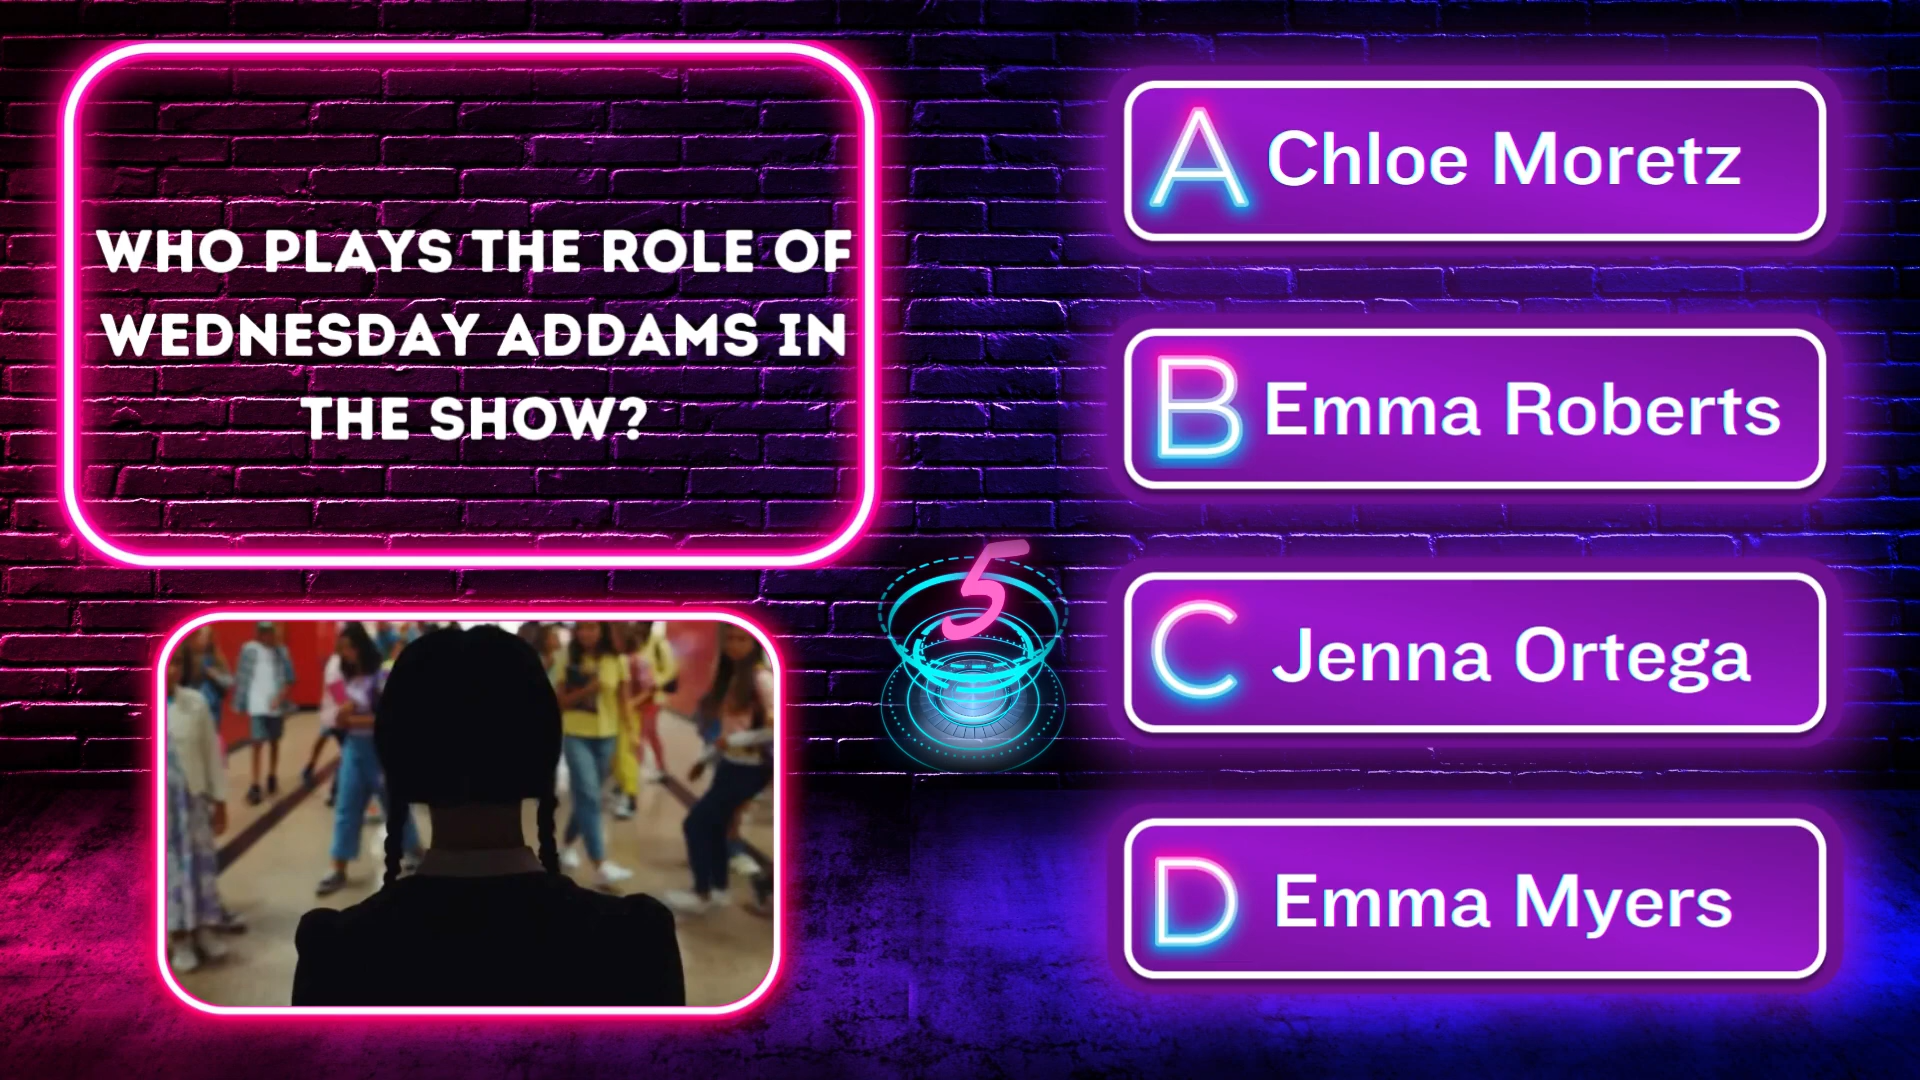 WHO PLAYS THE ROLE OF
WEDNESDAY ADDAMS IN
THE SHOW?
5
A Chloe Moretz
B Emma Roberts
C Jenna Ortega
D Emma Myers